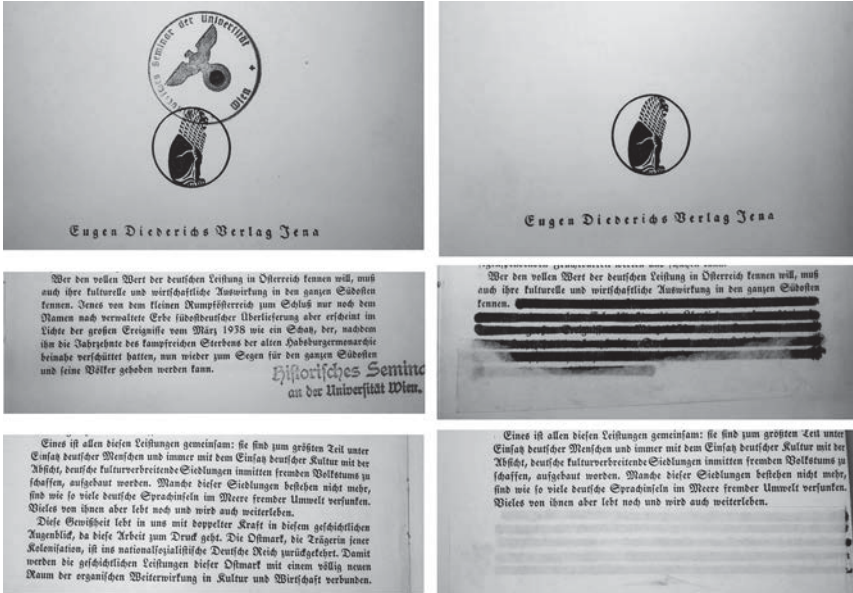 Seminar der Universität
Wien
Eugen Diederichs Verlag Jena
Eugen Diederichs Verlag Jena
Wer den vollen Wert der deutschen Leistung in Österreich kennen will, muß
auch ihre kulturelle und wirtschaftliche Auswirkung in den ganzen Südosten
kennen. Jenes von dem kleinen Rumpfösterreich zum Schluß nur noch dem
Namen nach verwaltete Erbe südostdeutscher Überlieferung aber erscheint im
Lichte der großen Ereignisse vom März 1938 wie ein Schatz, der, nachdem
ihn die Jahrzehnte des kampfreichen Sterbens der alten Habsburgermonarchie
beinahe verschüttet hatten, nun wieder zum Segen für den ganzen Südosten
und seine Völker gehoben werden kann.
Historisches Semina
an der Universität Wien.
Wer den vollen Wert der deutschen Leistung in Österreich kennen will, muß
auch ihre kulturelle und wirtschaftliche Auswirkung in den ganzen Südosten
kennen.
Eines ist allen diesen Leistungen gemeinsam: sie sind zum größten Teil unter
Einsatz deutscher Menschen und immer mit dem Einsatz deutscher Kultur mit der
Absicht, deutsche kulturverbreitende Siedlungen inmitten fremden Volkstums zu
schaffen, aufgebaut worden. Manche dieser Siedlungen bestehen nicht mehr,
sind wie so viele deutsche Sprachinseln im Meere fremder Umwelt versunken.
Vieles von ihnen aber lebt noch und wird auch weiterleben.
Diese Gewißheit lebt in uns mit doppelter Kraft in diesem geschichtlichen
Augenblick, da diese Arbeit zum Druck geht. Die Ostmark, die Trägerin jener
Kolonisation, ist ins nationalsozialistische Deutsche Reich zurückgekehrt. Damit
werden die geschichtlichen Leistungen dieser Ostmark mit einem völlig neuen
Raum der organischen Weiterwirkung in Kultur und Wirtschaft verbunden.
Eines ist allen diesen Leistungen gemeinsam: sie sind zum größten Teil unter
Einsatz deutscher Menschen und immer mit dem Einsatz deutscher Kultur mit der
Absicht, deutsche kulturverbreitende Siedlungen inmitten fremden Volkstums zu
schaffen, aufgebaut worden. Manche dieser Siedlungen bestehen nicht mehr,
sind wie so viele deutsche Sprachinseln im Meere fremder Umwelt versunken.
Vieles von ihnen aber lebt noch und wird auch weiterleben.